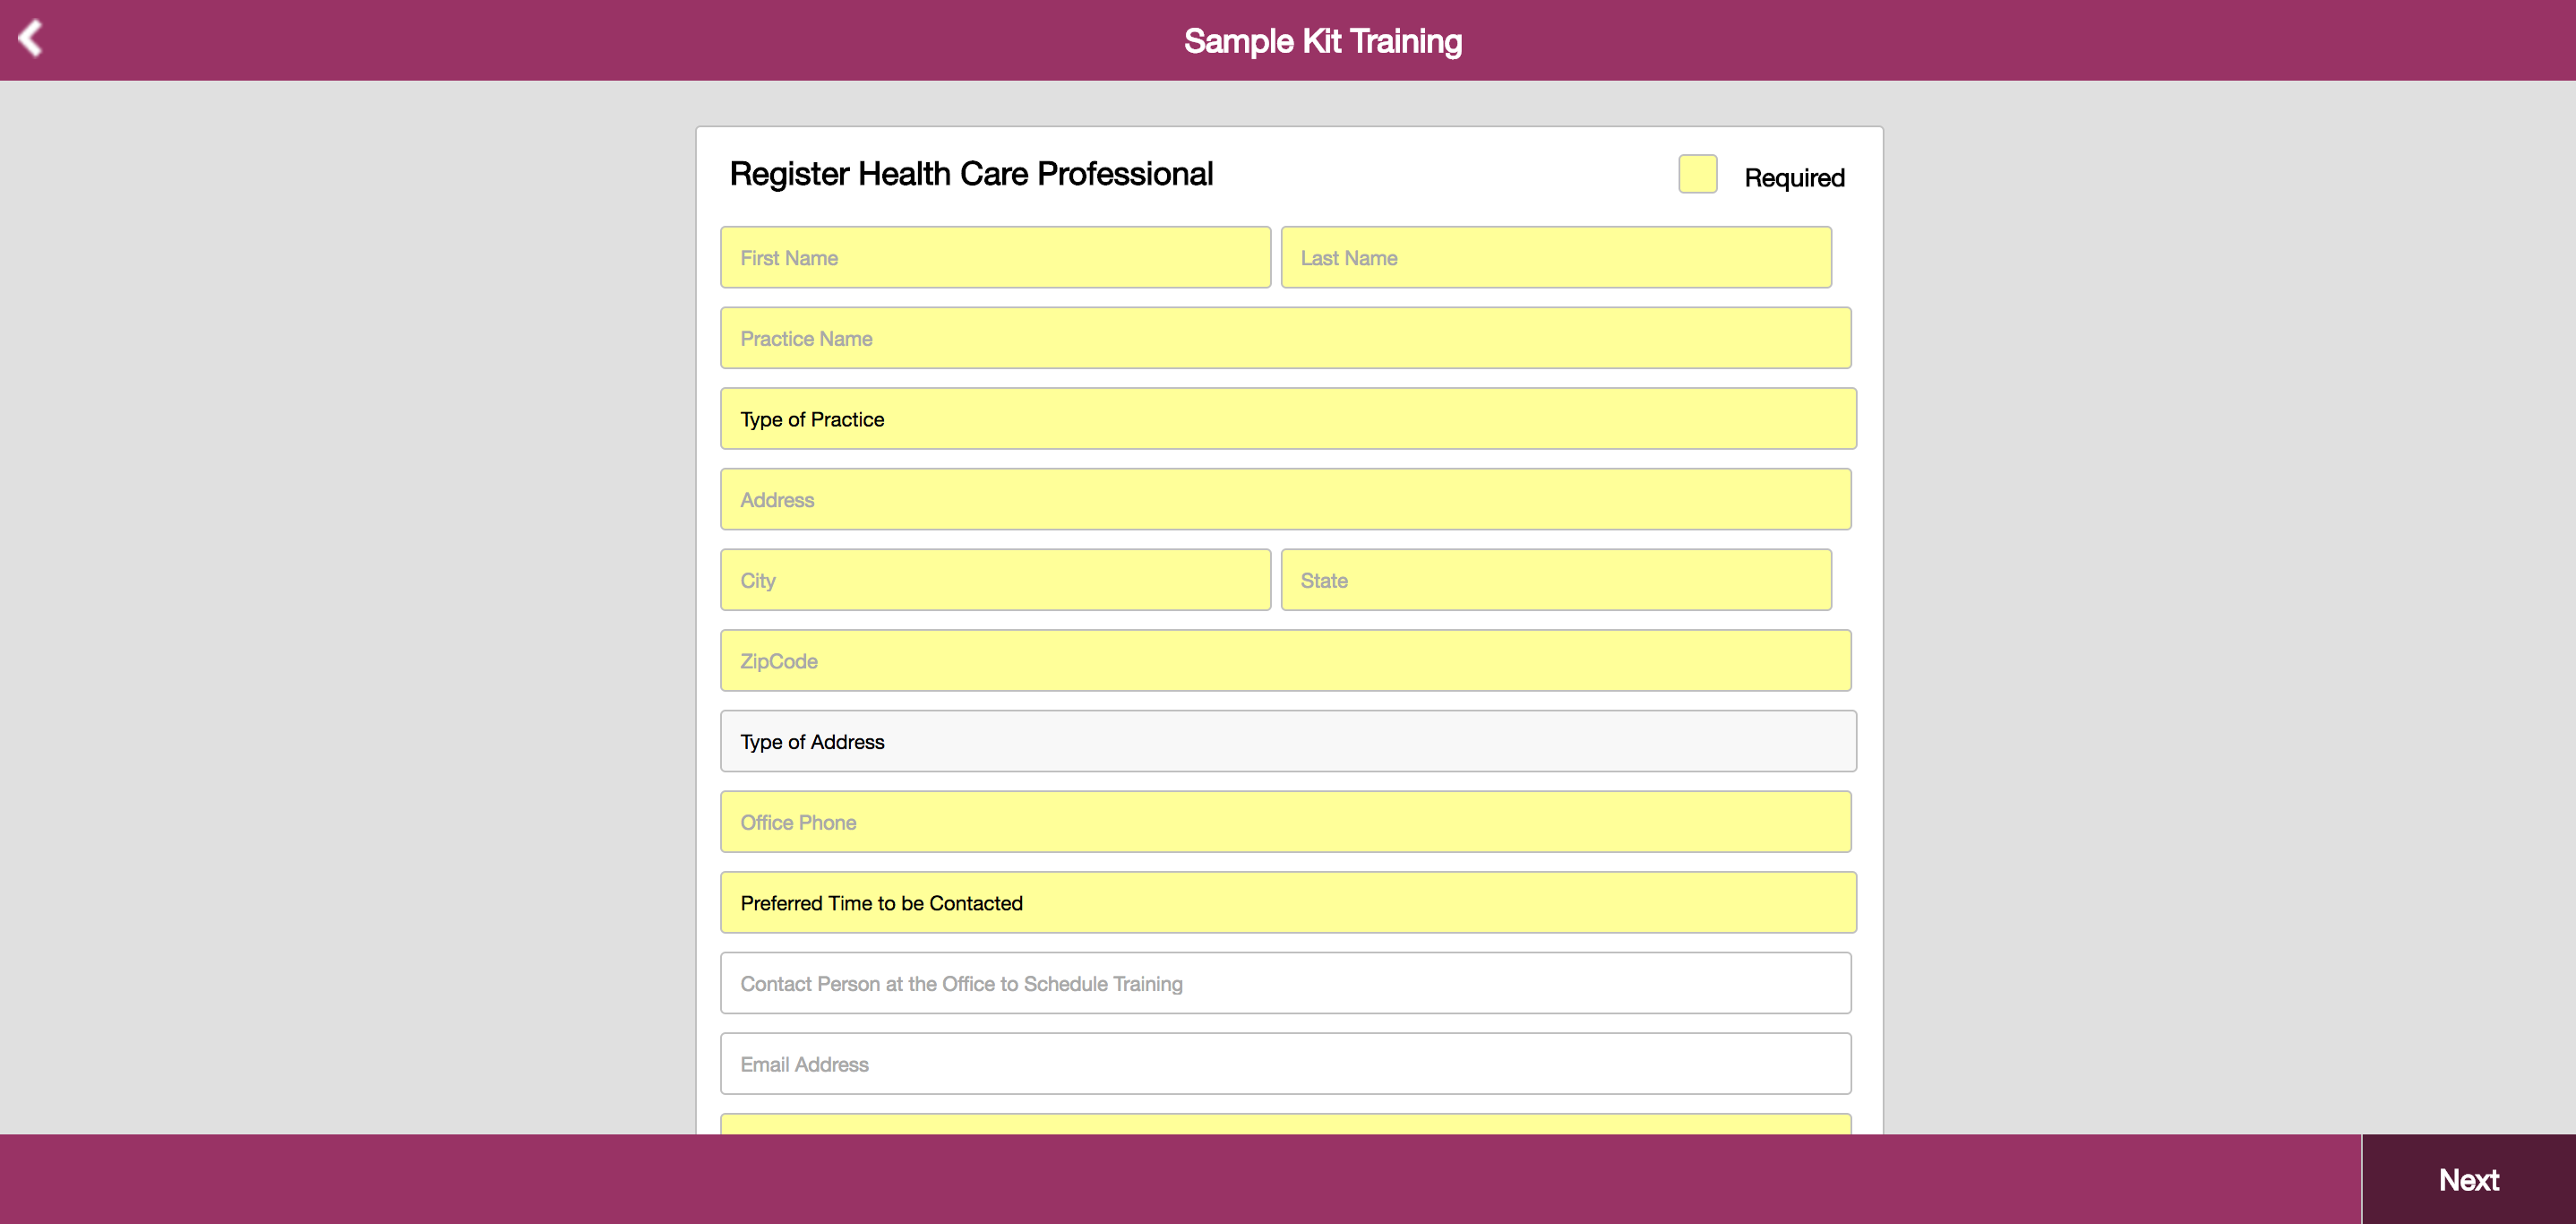 Sample Kit Training
Register Health Care Professional
Required
First Name
Last Name
Practice Name
Type of Practice
Address
City
State
ZipCode
Type of Address
Office Phone
Preferred Time to be Contacted
Contact Person at the Office to Schedule Training
Email Address
Next